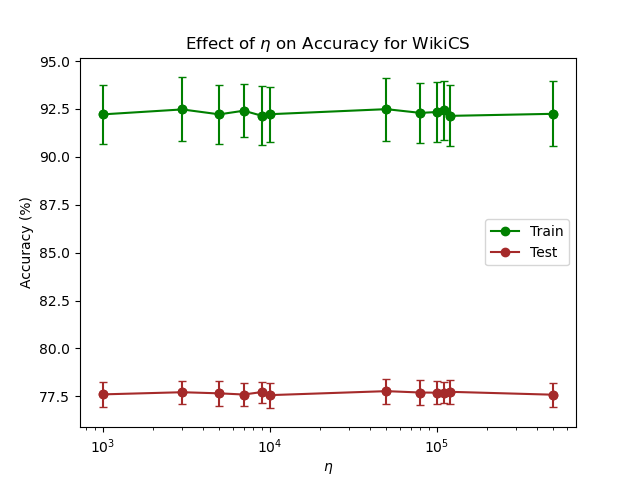 Effect of η on Accuracy for WikiCS
Accuracy (%)
95.0
92.5
90.0
87.5
85.0
82.5
80.0
77.5
Train
Test
10³
10⁴
10⁵
η